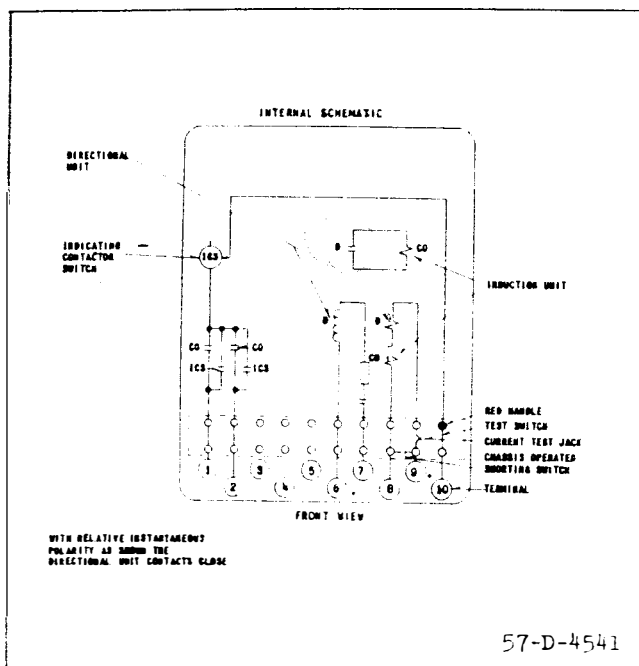 INTERNAL SCHEMATIC
DIRECTIONAL
UNIT
INDICATING
CONTACTOR
SWITCH
ICS
D
CO
INDUCTION UNIT
D
D
CO
CO
CO
ICS
ICS
RED HANDLE
TEST SWITCH
CURRENT TEST JACK
CHASSIS OPERATED
SHORTING SWITCH
TERMINAL
1
2
3
4
5
6
7
8
9
10
FRONT VIEW
WITH RELATIVE INSTANTANEOUS
POLARITY AS SHOWN THE
DIRECTIONAL UNIT CONTACTS CLOSE
57-D-4541